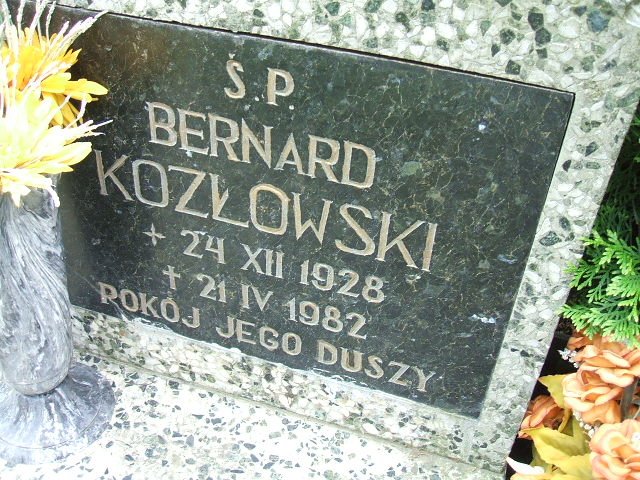 Ś.P.
BERNARD
KOZŁOWSKI
+ 24 XII 1928
+ 21 IV 1982
POKÓJ JEGO DUSZY